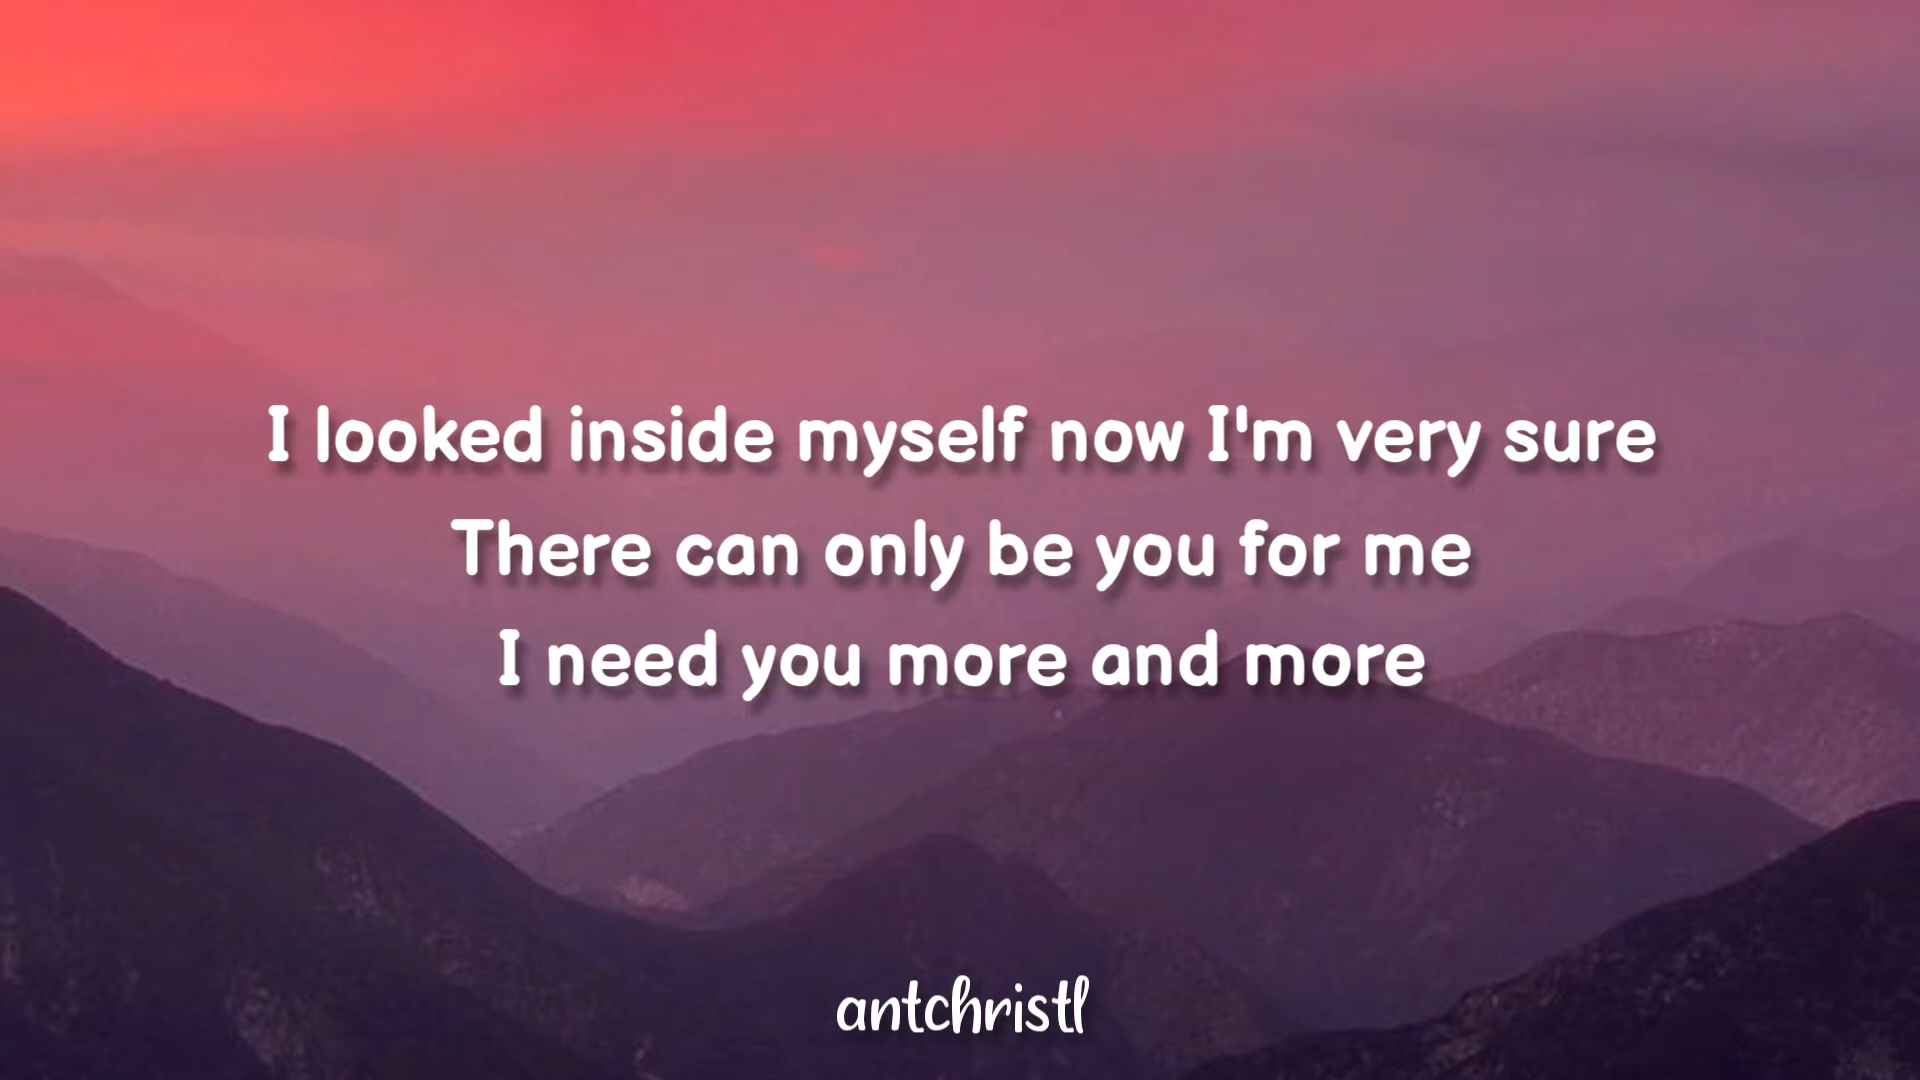 I looked inside myself now I'm very sure
There can only be you for me
I need you more and more
antchristl